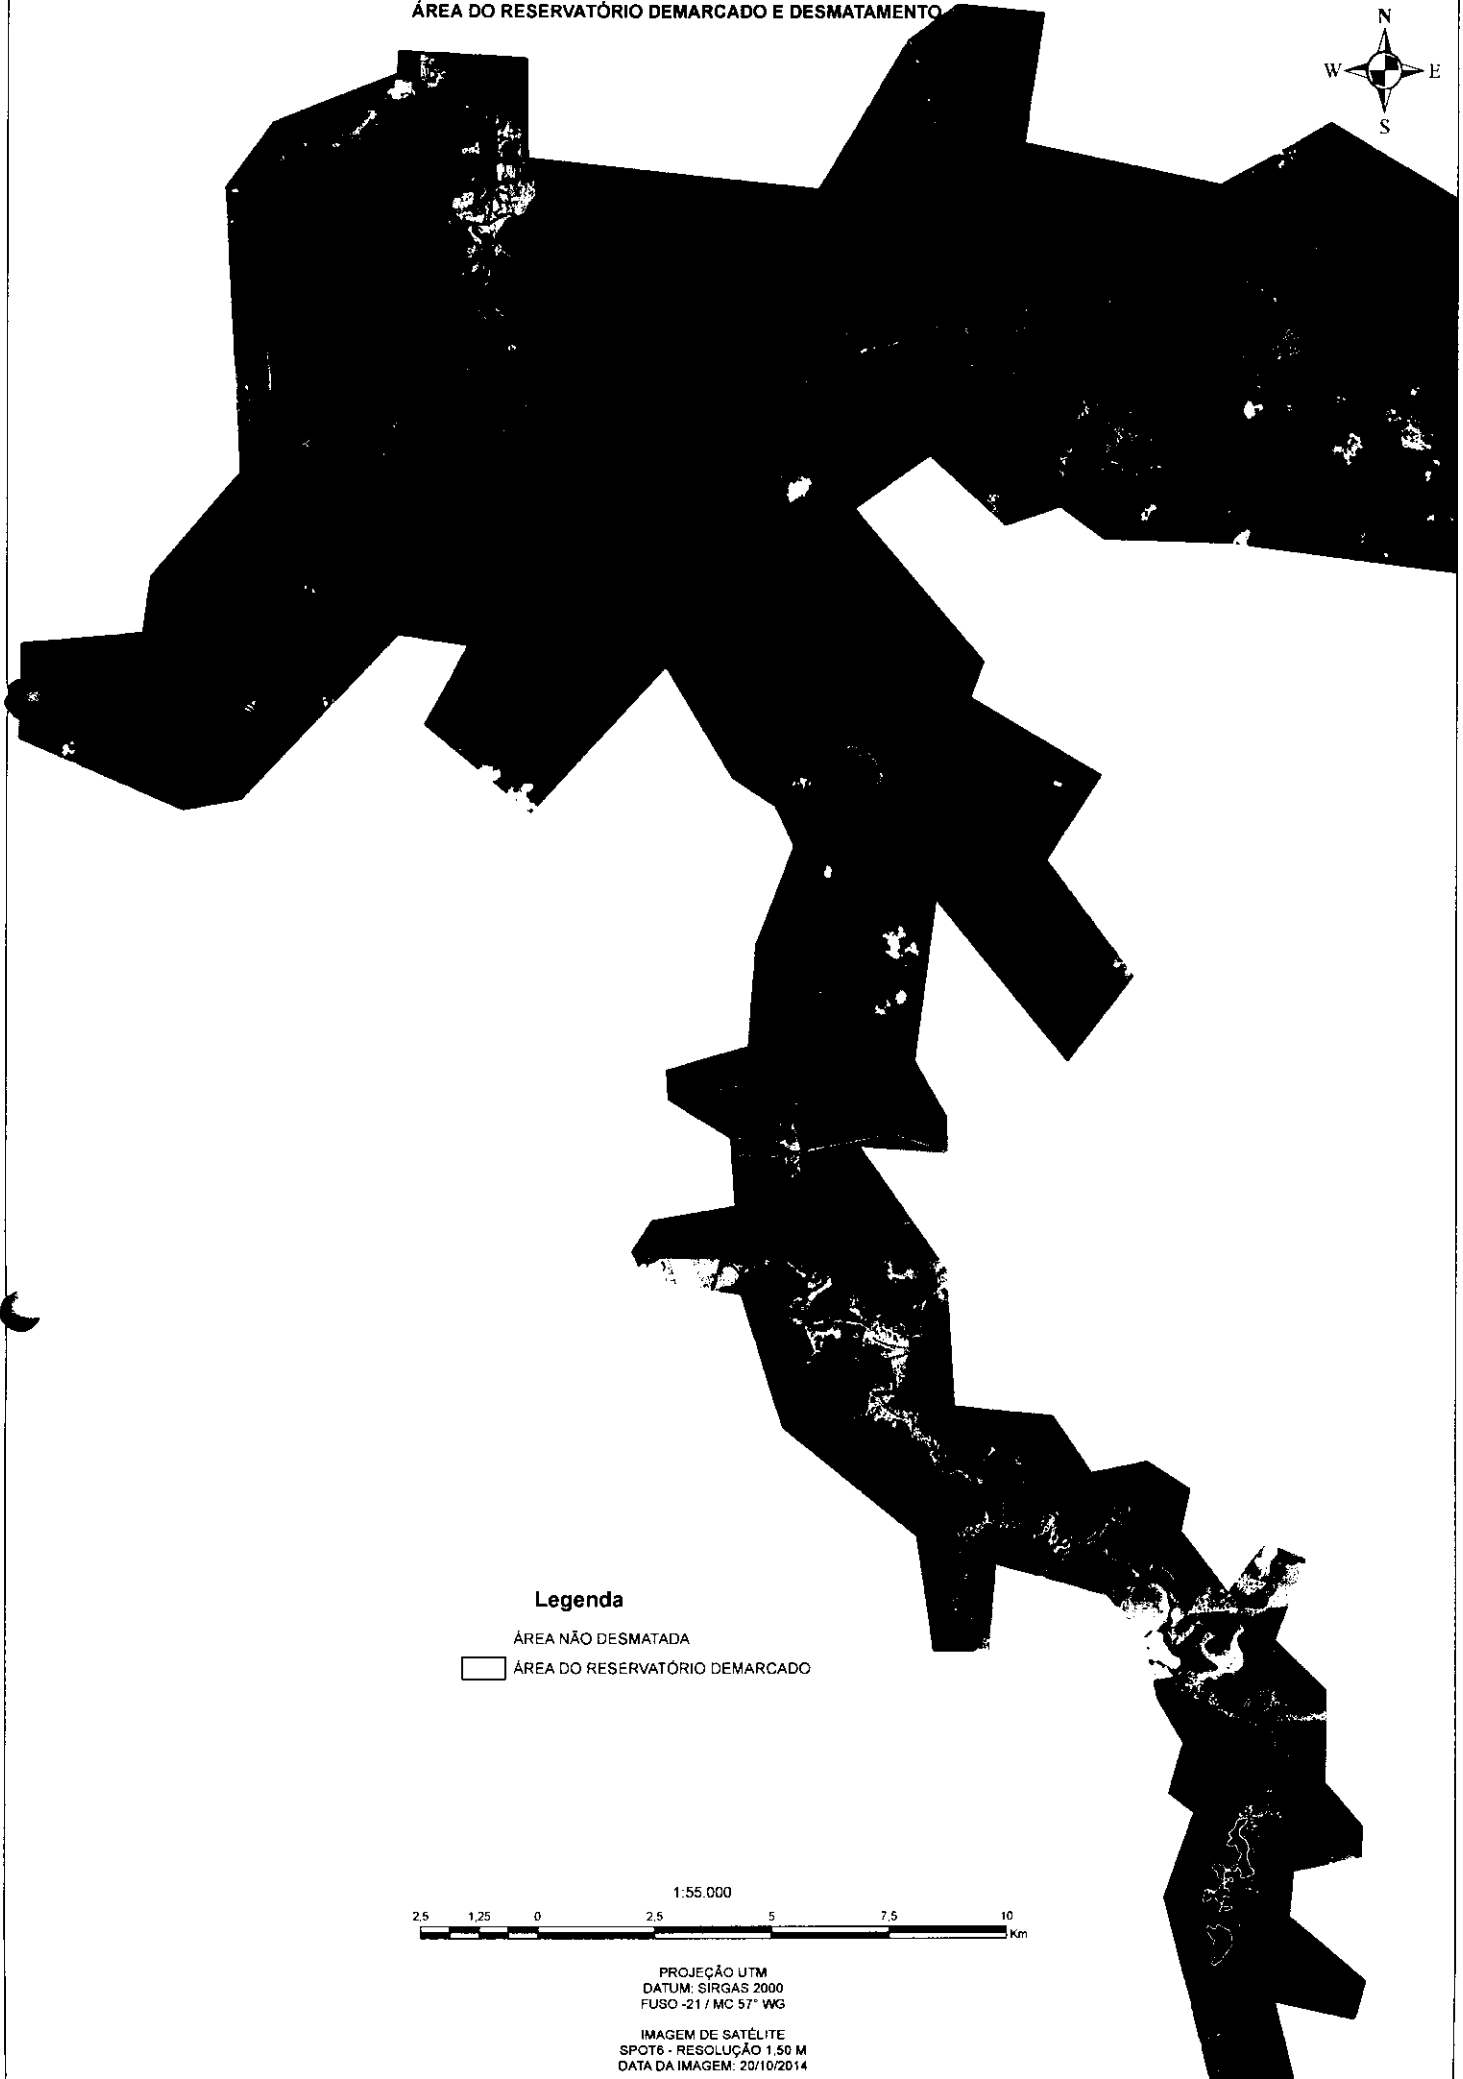 ÁREA DO RESERVATÓRIO DEMARCADO E DESMATAMENTO
N
W E
S
Legenda
ÁREA NÃO DESMATADA
ÁREA DO RESERVATÓRIO DEMARCADO
1:55.000
2,5 1,25 0 2,5 5 7,5 10
Km
PROJEÇÃO UTM
DATUM: SIRGAS 2000
FUSO -21 / MC 57° WG
IMAGEM DE SATÉLITE
SPOT6 - RESOLUÇÃO 1,50 M
DATA DA IMAGEM: 20/10/2014